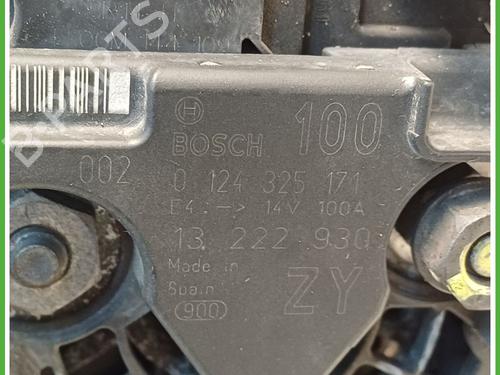 BOSCH 100
002 0 124 325 171
E4 -> 14V 100A
13 222 930
Made in
Spain ZY
900